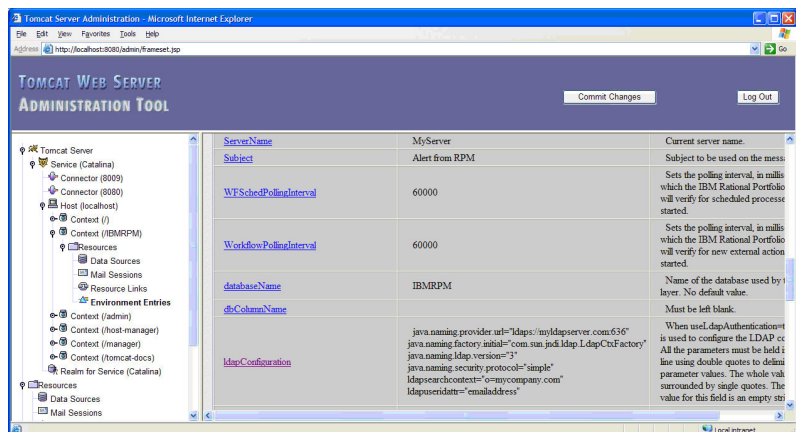 Tomcat Server Administration - Microsoft Internet Explorer
File Edit View Favorites Tools Help
Address http://localhost:8080/admin/frameset.jsp Go
TOMCAT WEB SERVER
ADMINISTRATION TOOL
Commit Changes Log Out
Tomcat Server
Service (Catalina)
Connector (8009)
Connector (8080)
Host (localhost)
Context (/)
Context (/IBMRPM)
Resources
Data Sources
Mail Sessions
Resource Links
Environment Entries
Context (/admin)
Context (/host-manager)
Context (/manager)
Context (/tomcat-docs)
Realm for Service (Catalina)
Resources
Data Sources
Mail Sessions
ServerName MyServer Current server name.
Subject Alert from RPM Subject to be used on the messa
WFSchedPollingInterval 60000 Sets the polling interval, in millis
which the IBM Rational Portfolio
will verify for scheduled processe
started.
WorkflowPollingInterval 60000 Sets the polling interval, in millis
which the IBM Rational Portfolio
will verify for new external action
started.
databaseName IBMRPM Name of the database used by t
layer. No default value.
dbColumnName Must be left blank.
ldapConfiguration
java.naming.provider.url="ldaps://myldapserver.com:636"
java.naming.factory.initial="com.sun.jndi.ldap.LdapCtxFactory"
java.naming.ldap.version="3"
java.naming.security.protocol="simple"
ldapsearchcontext="o=mycompany.com"
ldapuseridattr="emailaddress"
When useLdapAuthentication=t
is used to configure the LDAP co
All the parameters must be held i
line using double quotes to delimi
parameter values. The whole valu
surrounded by single quotes. The
value for this field is an empty stri
Local intranet